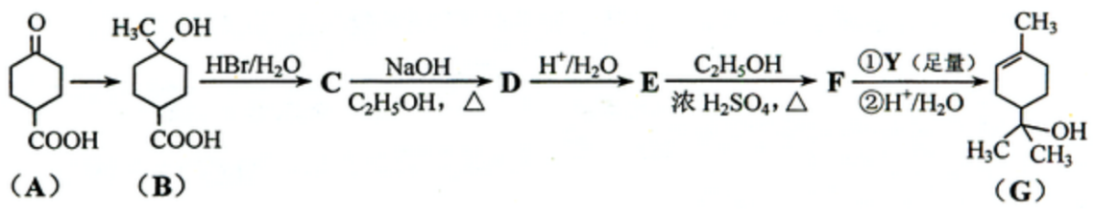 O
COOH
(A)
H₃C OH
COOH
(B)
HBr/H₂O
C
NaOH
C₂H₅OH, △
D
H⁺/H₂O
E
C₂H₅OH
浓 H₂SO₄, △
F
①Y（足量）
②H⁺/H₂O
CH₃
OH
H₃C CH₃
(G)